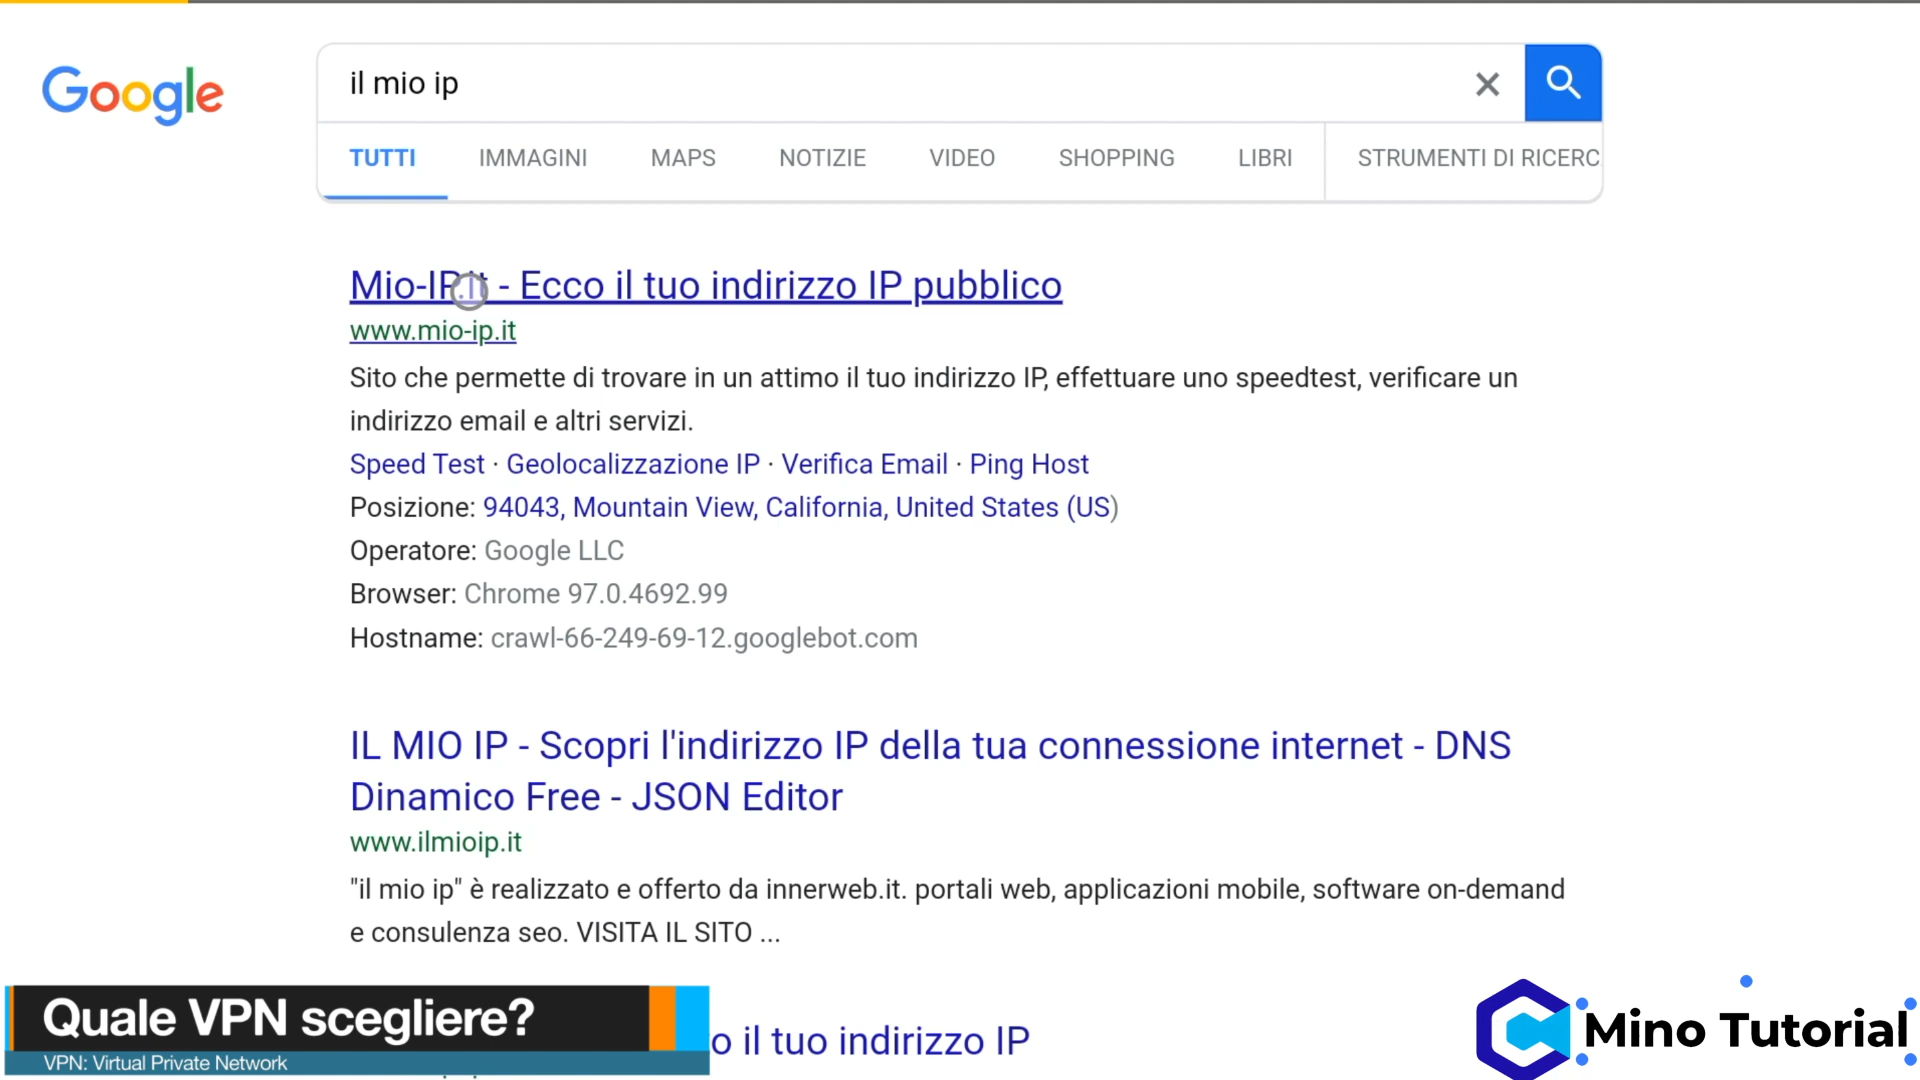 Google
il mio ip
TUTTI IMMAGINI MAPS NOTIZIE VIDEO SHOPPING LIBRI STRUMENTI DI RICERC
Mio-IP.it - Ecco il tuo indirizzo IP pubblico
www.mio-ip.it
Sito che permette di trovare in un attimo il tuo indirizzo IP, effettuare uno speedtest, verificare un
indirizzo email e altri servizi.
Speed Test · Geolocalizzazione IP · Verifica Email · Ping Host
Posizione: 94043, Mountain View, California, United States (US)
Operatore: Google LLC
Browser: Chrome 97.0.4692.99
Hostname: crawl-66-249-69-12.googlebot.com
IL MIO IP - Scopri l'indirizzo IP della tua connessione internet - DNS
Dinamico Free - JSON Editor
www.ilmioip.it
"il mio ip" è realizzato e offerto da innerweb.it. portali web, applicazioni mobile, software on-demand
e consulenza seo. VISITA IL SITO ...
o il tuo indirizzo IP
Quale VPN scegliere?
VPN: Virtual Private Network
Mino Tutorial